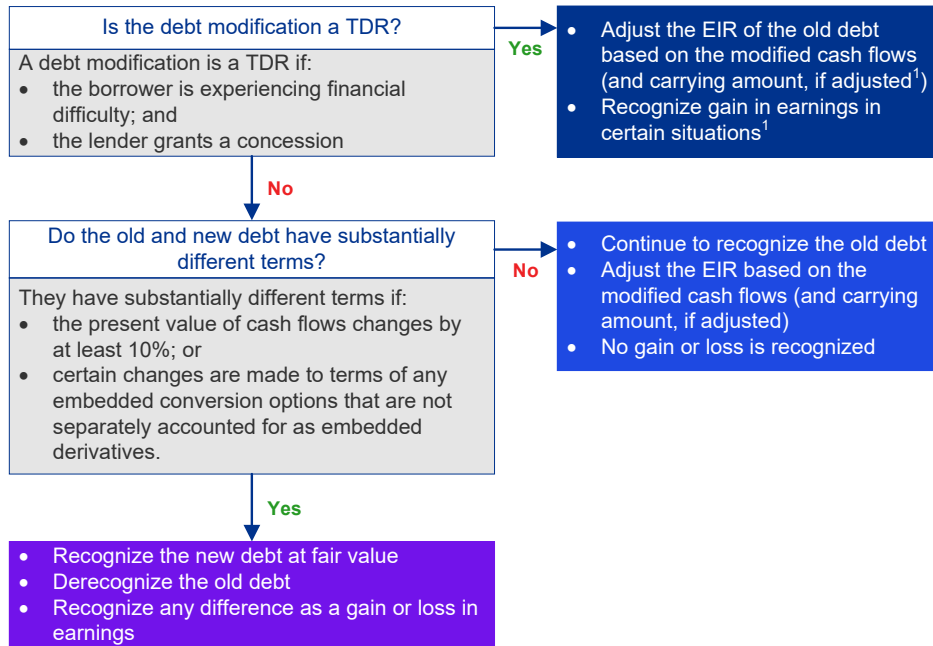 Is the debt modification a TDR?
A debt modification is a TDR if:
• the borrower is experiencing financial
difficulty; and
• the lender grants a concession
Yes
• Adjust the EIR of the old debt
based on the modified cash flows
(and carrying amount, if adjusted¹)
• Recognize gain in earnings in
certain situations¹
No
Do the old and new debt have substantially
different terms?
They have substantially different terms if:
• the present value of cash flows changes by
at least 10%; or
• certain changes are made to terms of any
embedded conversion options that are not
separately accounted for as embedded
derivatives.
No
• Continue to recognize the old debt
• Adjust the EIR based on the
modified cash flows (and carrying
amount, if adjusted)
• No gain or loss is recognized
Yes
• Recognize the new debt at fair value
• Derecognize the old debt
• Recognize any difference as a gain or loss in
earnings